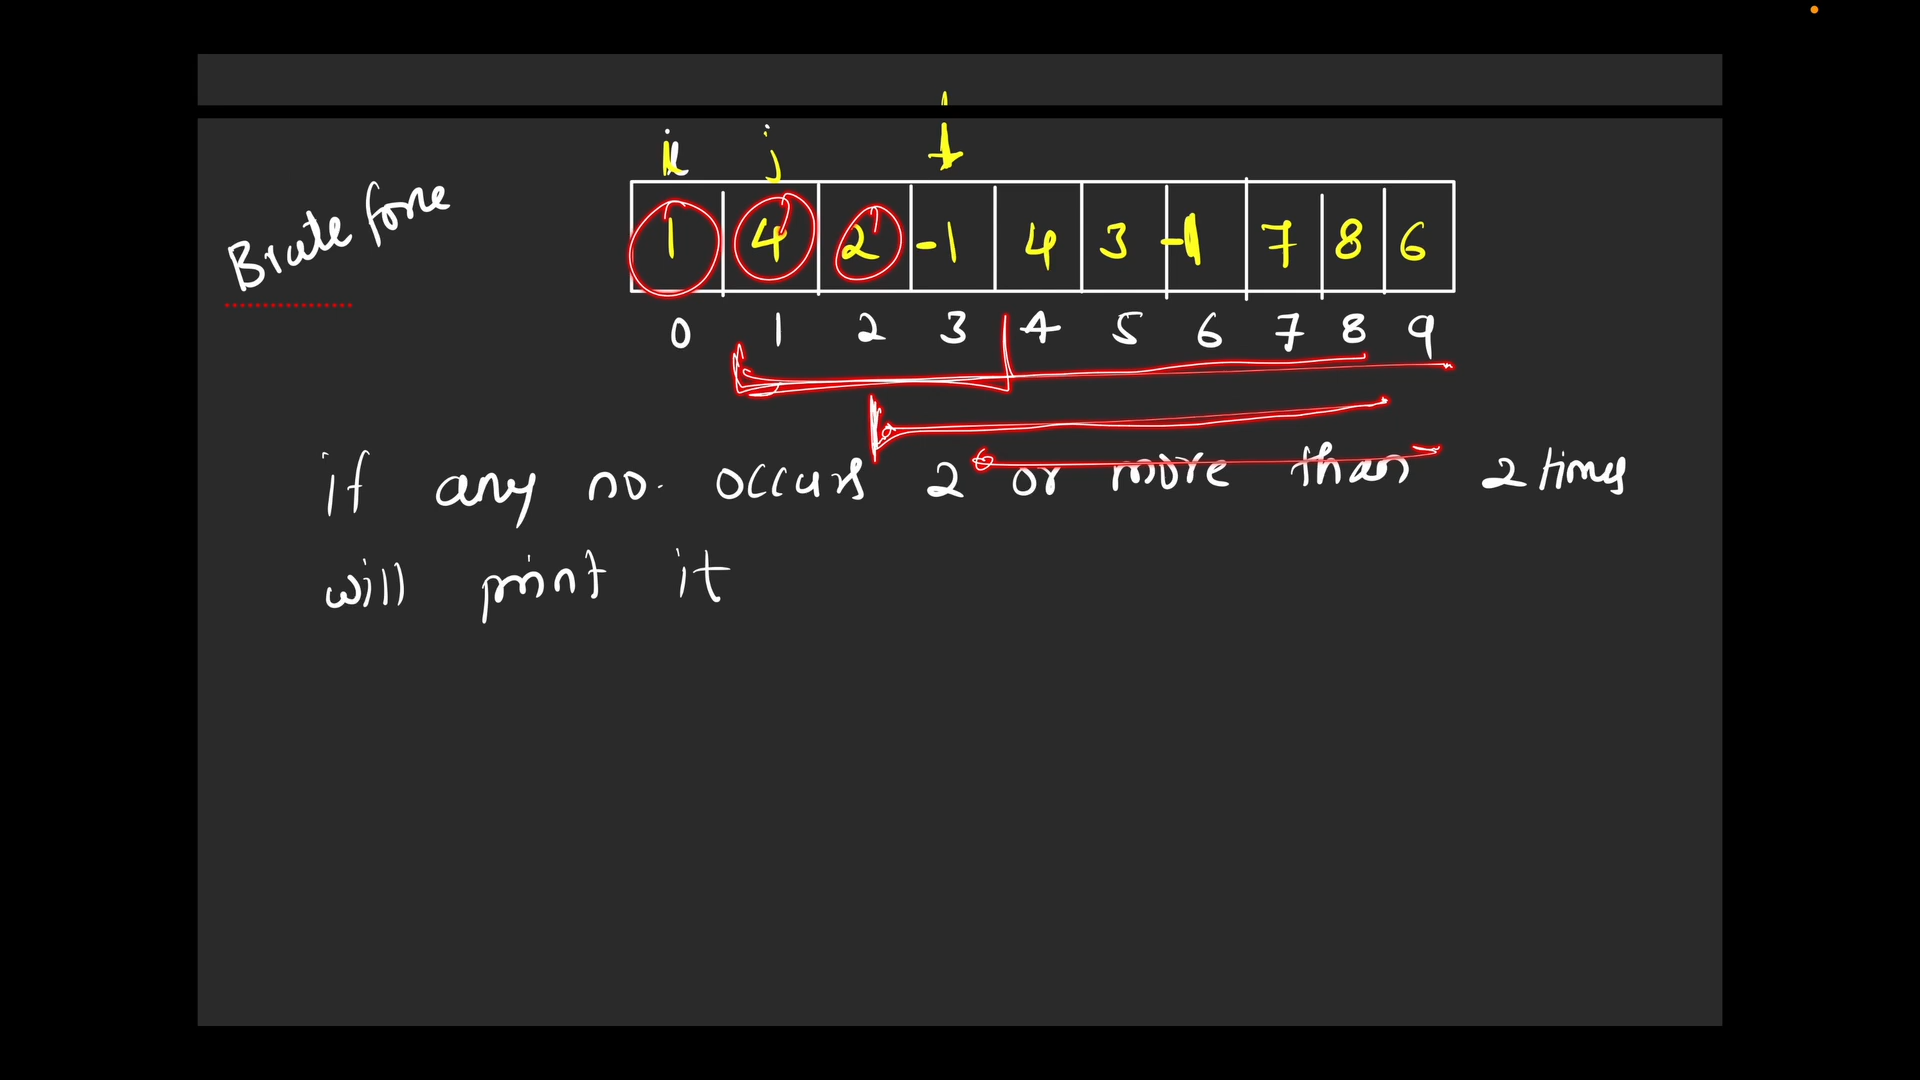 i j
Brute force
1 4 2 -1 4 3 -1 7 8 6
0 1 2 3 4 5 6 7 8 9
if any no. occurs 2 or more than 2 times
will print it